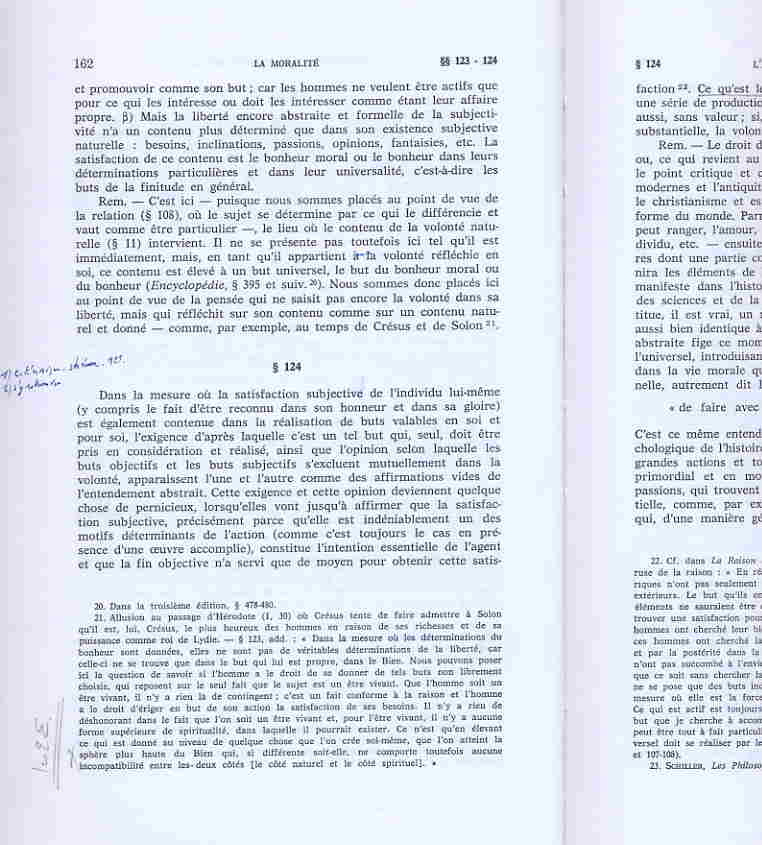 162 LA MORALITÉ §§ 123 - 124
et promouvoir comme son but ; car les hommes ne veulent être actifs que
pour ce qui les intéresse ou doit les intéresser comme étant leur affaire
propre. β) Mais la liberté encore abstraite et formelle de la subjecti-
vité n'a un contenu plus déterminé que dans son existence subjective
naturelle : besoins, inclinations, passions, opinions, fantaisies, etc. La
satisfaction de ce contenu est le bonheur moral ou le bonheur dans leurs
déterminations particulières et dans leur universalité, c'est-à-dire les
buts de la finitude en général.
Rem. — C'est ici — puisque nous sommes placés au point de vue de
la relation (§ 108), où le sujet se détermine par ce qui le différencie et
vaut comme être particulier —, le lieu où le contenu de la volonté natu-
relle (§ 11) intervient. Il ne se présente pas toutefois ici tel qu'il est
immédiatement, mais, en tant qu'il appartient à la volonté réfléchie en
soi, ce contenu est élevé à un but universel, le but du bonheur moral ou
du bonheur (Encyclopédie, § 395 et suiv. 20). Nous sommes donc placés ici
au point de vue de la pensée qui ne saisit pas encore la volonté dans sa
liberté, mais qui réfléchit sur son contenu comme sur un contenu natu-
rel et donné — comme, par exemple, au temps de Crésus et de Solon 21.
§ 124
Dans la mesure où la satisfaction subjective de l'individu lui-même
(y compris le fait d'être reconnu dans son honneur et dans sa gloire)
est également contenue dans la réalisation de buts valables en soi et
pour soi, l'exigence d'après laquelle c'est un tel but qui, seul, doit être
pris en considération et réalisé, ainsi que l'opinion selon laquelle les
buts objectifs et les buts subjectifs s'excluent mutuellement dans la
volonté, apparaissent l'une et l'autre comme des affirmations vides de
l'entendement abstrait. Cette exigence et cette opinion deviennent quelque
chose de pernicieux, lorsqu'elles vont jusqu'à affirmer que la satisfac-
tion subjective, précisément parce qu'elle est indéniablement un des
motifs déterminants de l'action (comme c'est toujours le cas en pré-
sence d'une œuvre accomplie), constitue l'intention essentielle de l'agent
et que la fin objective n'a servi que de moyen pour obtenir cette satis-
20. Dans la troisième édition, § 478-480.
21. Allusion au passage d'Hérodote (I, 30) où Crésus tente de faire admettre à Solon
qu'il est, lui, Crésus, le plus heureux des hommes en raison de ses richesses et de sa
puissance comme roi de Lydie. — § 123, add. : « Dans la mesure où les déterminations du
bonheur sont données, elles ne sont pas de véritables déterminations de la liberté, car
celle-ci ne se trouve que dans le but qui lui est propre, dans le Bien. Nous pouvons poser
ici la question de savoir si l'homme a le droit de se donner de tels buts non librement
choisis, qui reposent sur le seul fait que le sujet est un être vivant. Que l'homme soit un
être vivant, il n'y a rien là de contingent ; c'est un fait conforme à la raison et l'homme
a le droit d'ériger en but de son action la satisfaction de ses besoins. Il n'y a rien de
déshonorant dans le fait que l'on soit un être vivant et, pour l'être vivant, il n'y a aucune
forme supérieure de spiritualité, dans laquelle il pourrait exister. Ce n'est qu'en élevant
ce qui est donné au niveau de quelque chose que l'on crée soi-même, que l'on atteint la
sphère plus haute du Bien qui, si différente soit-elle, ne comporte toutefois aucune
incompatibilité entre les deux côtés [le côté naturel et le côté spirituel]. »
§ 124 L'
faction 22. Ce qu'est le
une série de productio
aussi, sans valeur ; si,
substantielle, la volon
Rem. — Le droit d
ou, ce qui revient au
le point critique et c
modernes et l'antiquit
le christianisme et es
forme du monde. Parm
peut ranger, l'amour,
dividu, etc. — ensuite
res dont une partie co
nira les éléments de
manifeste dans l'histo
des sciences et de la
titue, il est vrai, un
aussi bien identique à
abstraite fige ce mom
l'universel, introduisan
dans la vie morale qu
nelle, autrement dit l
« de faire avec
C'est ce même entend
chologique de l'histoire
grandes actions et to
primordial et en mo
passions, qui trouvent
tielle, comme, par ex
qui, d'une manière gé
22. Cf. dans La Raison
ruse de la raison : « En ré
riques n'ont pas seulement
extérieurs. Le but qu'ils on
éléments ne sauraient être
trouver une satisfaction pour
hommes ont cherché leur bi
ces hommes ont cherché la
et par la postérité dans la
n'ont pas succombé à l'envie
que ce soit sans chercher la
ne se pose que des buts ind
mesure où elle est la force
Ce qui est actif est toujours
but que je cherche à accom
peut être tout à fait particuli
versel doit se réaliser par le
et 107-108).
23. SCHILLER, Les Philoso